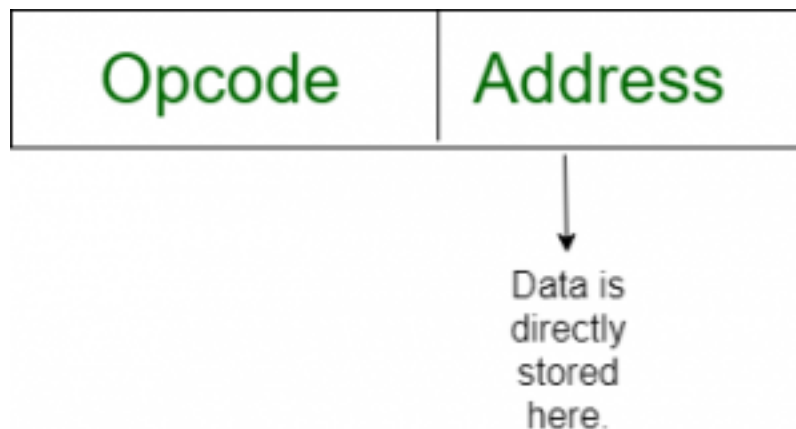 Opcode Address
Data is
directly
stored
here.